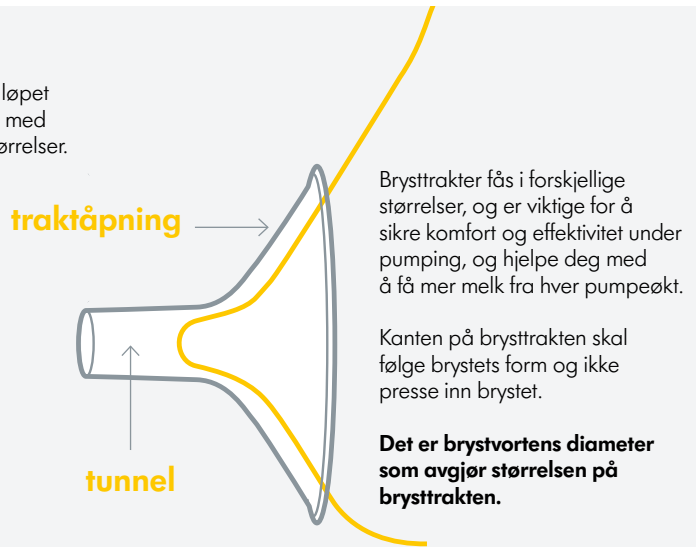 løpet
med
ørrelser.
traktåpning
tunnel
Brysttrakter fås i forskjellige
størrelser, og er viktige for å
sikre komfort og effektivitet under
pumping, og hjelpe deg med
å få mer melk fra hver pumpeøkt.
Kanten på brysttrakten skal
følge brystets form og ikke
presse inn brystet.
Det er brystvortens diameter
som avgjør størrelsen på
brysttrakten.